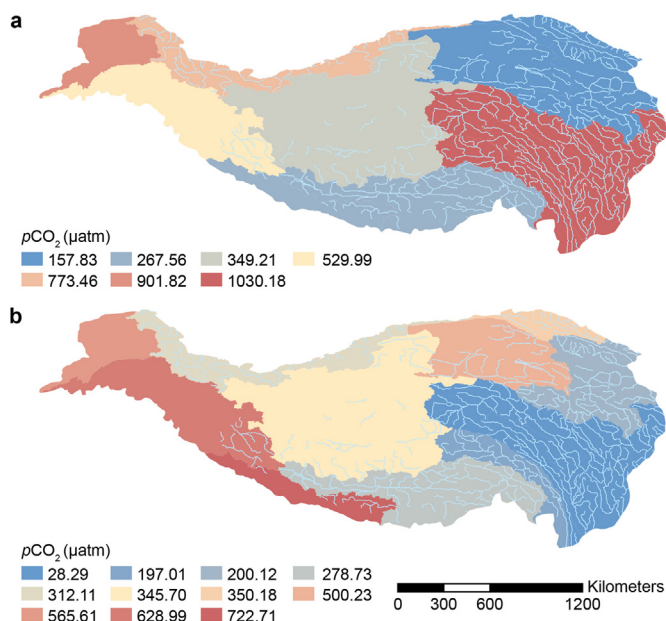 a
pCO2 (µatm)
157.83 267.56 349.21 529.99
773.46 901.82 1030.18
b
pCO2 (µatm)
28.29 197.01 200.12 278.73
312.11 345.70 350.18 500.23
565.61 628.99 722.71
Kilometers
0 300 600 1200